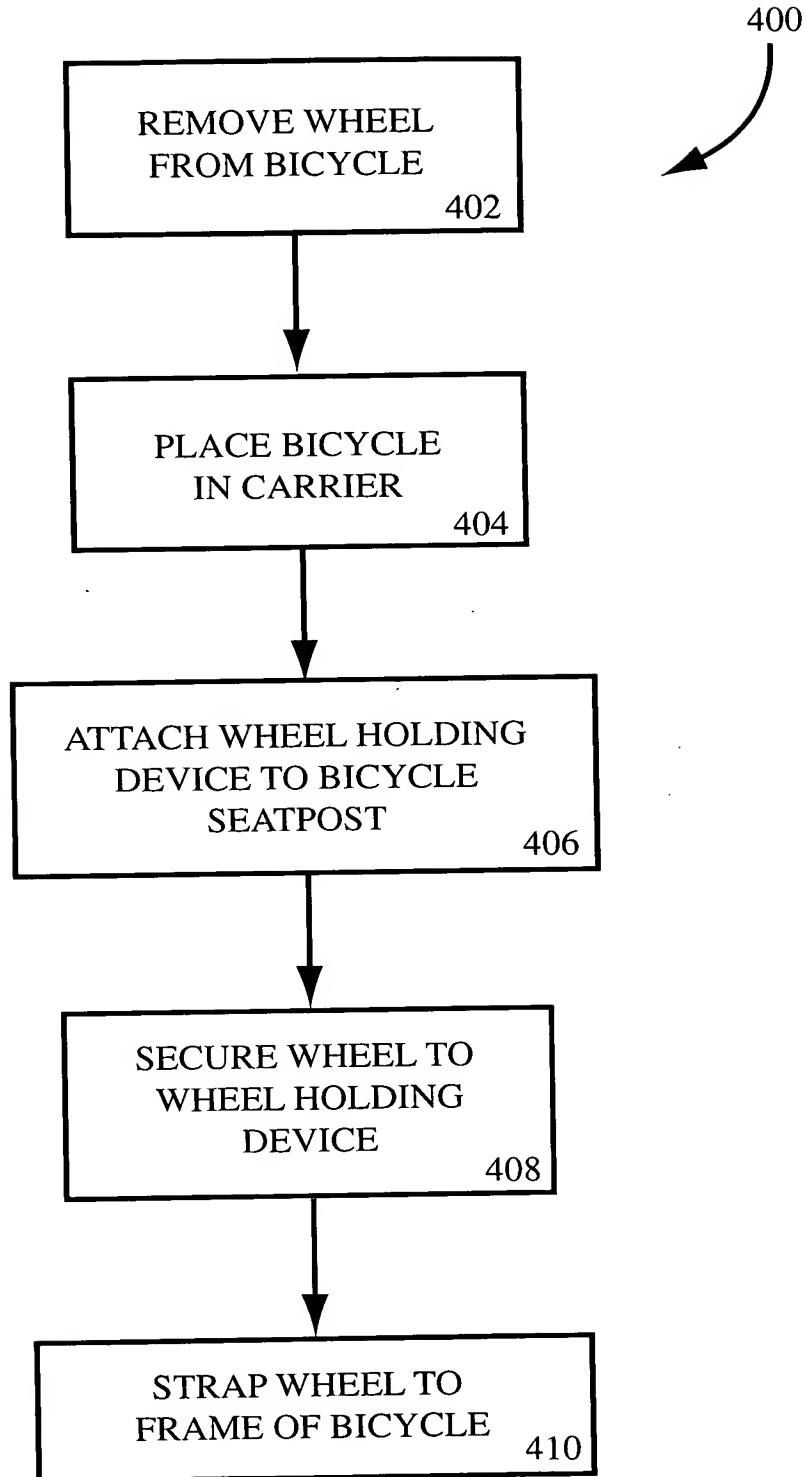 400
REMOVE WHEEL
FROM BICYCLE
402
PLACE BICYCLE
IN CARRIER
404
ATTACH WHEEL HOLDING
DEVICE TO BICYCLE
SEATPOST
406
SECURE WHEEL TO
WHEEL HOLDING
DEVICE
408
STRAP WHEEL TO
FRAME OF BICYCLE
410